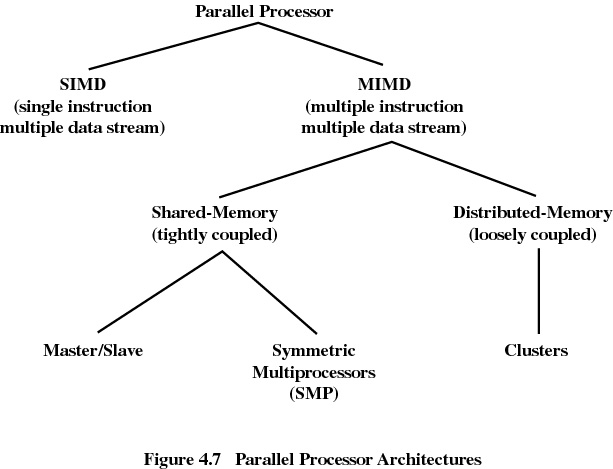 Parallel Processor
SIMD
(single instruction
multiple data stream)
MIMD
(multiple instruction
multiple data stream)
Shared-Memory
(tightly coupled)
Distributed-Memory
(loosely coupled)
Master/Slave
Symmetric
Multiprocessors
(SMP)
Clusters
Figure 4.7   Parallel Processor Architectures